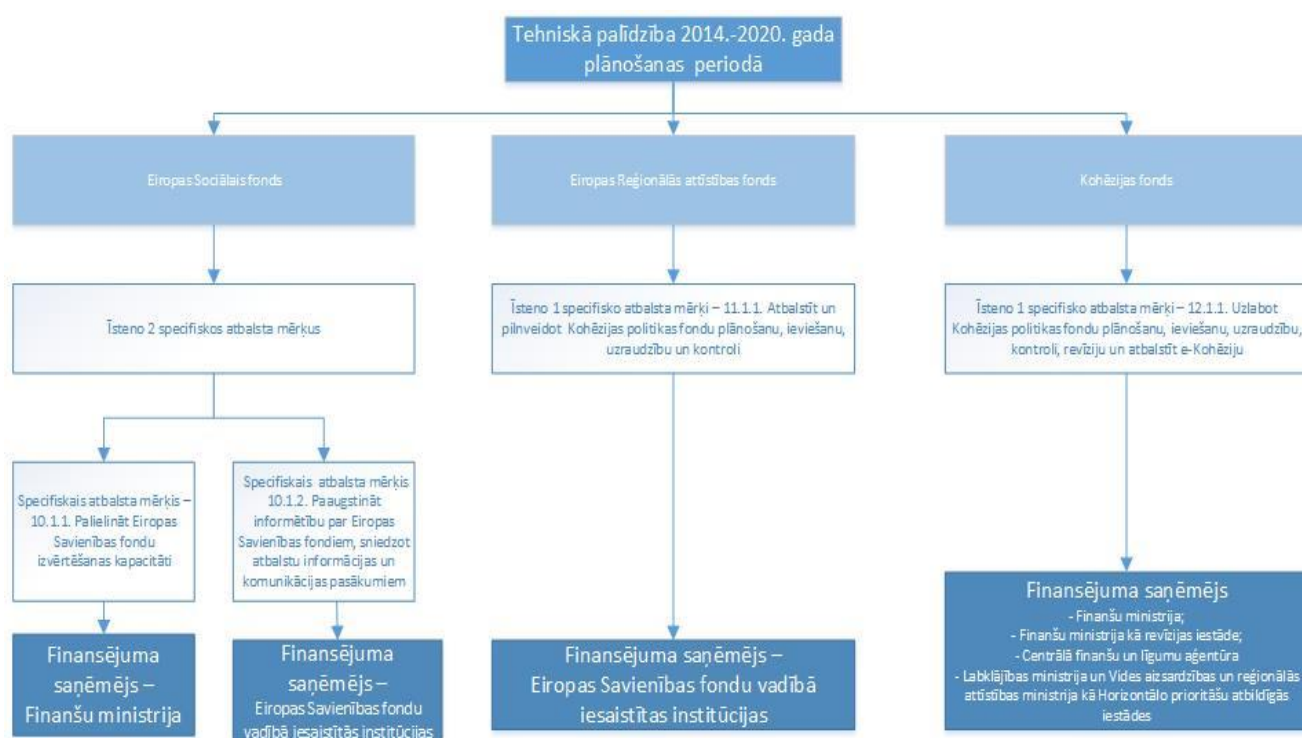 Tehniskā palīdzība 2014.-2020. gada
plānošanas periodā
Eiropas Sociālais fonds
Eiropas Reģionālās attīstības fonds
Kohēzijas fonds
Īsteno 2 specifiskos atbalsta mērķus
Īsteno 1 specifisko atbalsta mērķi – 11.1.1. Atbalstīt un
pilnveidot Kohēzijas politikas fondu plānošanu, ieviešanu,
uzraudzību un kontroli
Īsteno 1 specifisko atbalsta mērķi – 12.1.1. Uzlabot
Kohēzijas politikas fondu plānošanu, ieviešanu, uzraudzību,
kontroli, revīziju un atbalstīt e-Kohēziju
Specifiskais atbalsta mērķis –
10.1.1. Palielināt Eiropas
Savienības fondu
izvērtēšanas kapacitāti
Specifiskais atbalsta mērķis
10.1.2. Paaugstināt
informētību par Eiropas
Savienības fondiem, sniedzot
atbalstu informācijas un
komunikācijas pasākumiem
Finansējuma
saņēmējs –
Finanšu ministrija
Finansējuma
saņēmējs –
Eiropas Savienības fondu
vadībā iesaistītās institūcijas
Finansējuma saņēmējs –
Eiropas Savienības fondu vadībā
iesaistītas institūcijas
Finansējuma saņēmējs
- Finanšu ministrija;
- Finanšu ministrija kā revīzijas iestāde;
- Centrālā finanšu un līgumu aģentūra
- Labklājības ministrija un Vides aizsardzības un reģionālās
attīstības ministrija kā Horizontālo prioritāšu atbildīgās
iestādes